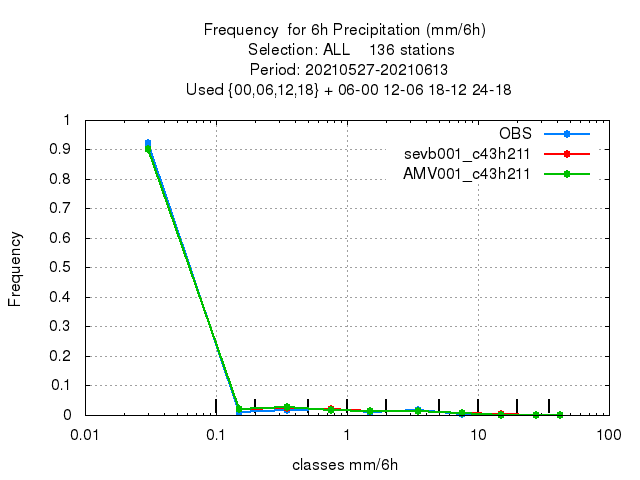 Frequency  for 6h Precipitation (mm/6h)
Selection: ALL    136 stations
Period: 20210527-20210613
Used {00,06,12,18} + 06-00 12-06 18-12 24-18
OBS
sevb001_c43h211
AMV001_c43h211
1
0.9
0.8
0.7
0.6
0.5
0.4
0.3
0.2
0.1
0
Frequency
0.01 0.1 1 10 100
classes mm/6h